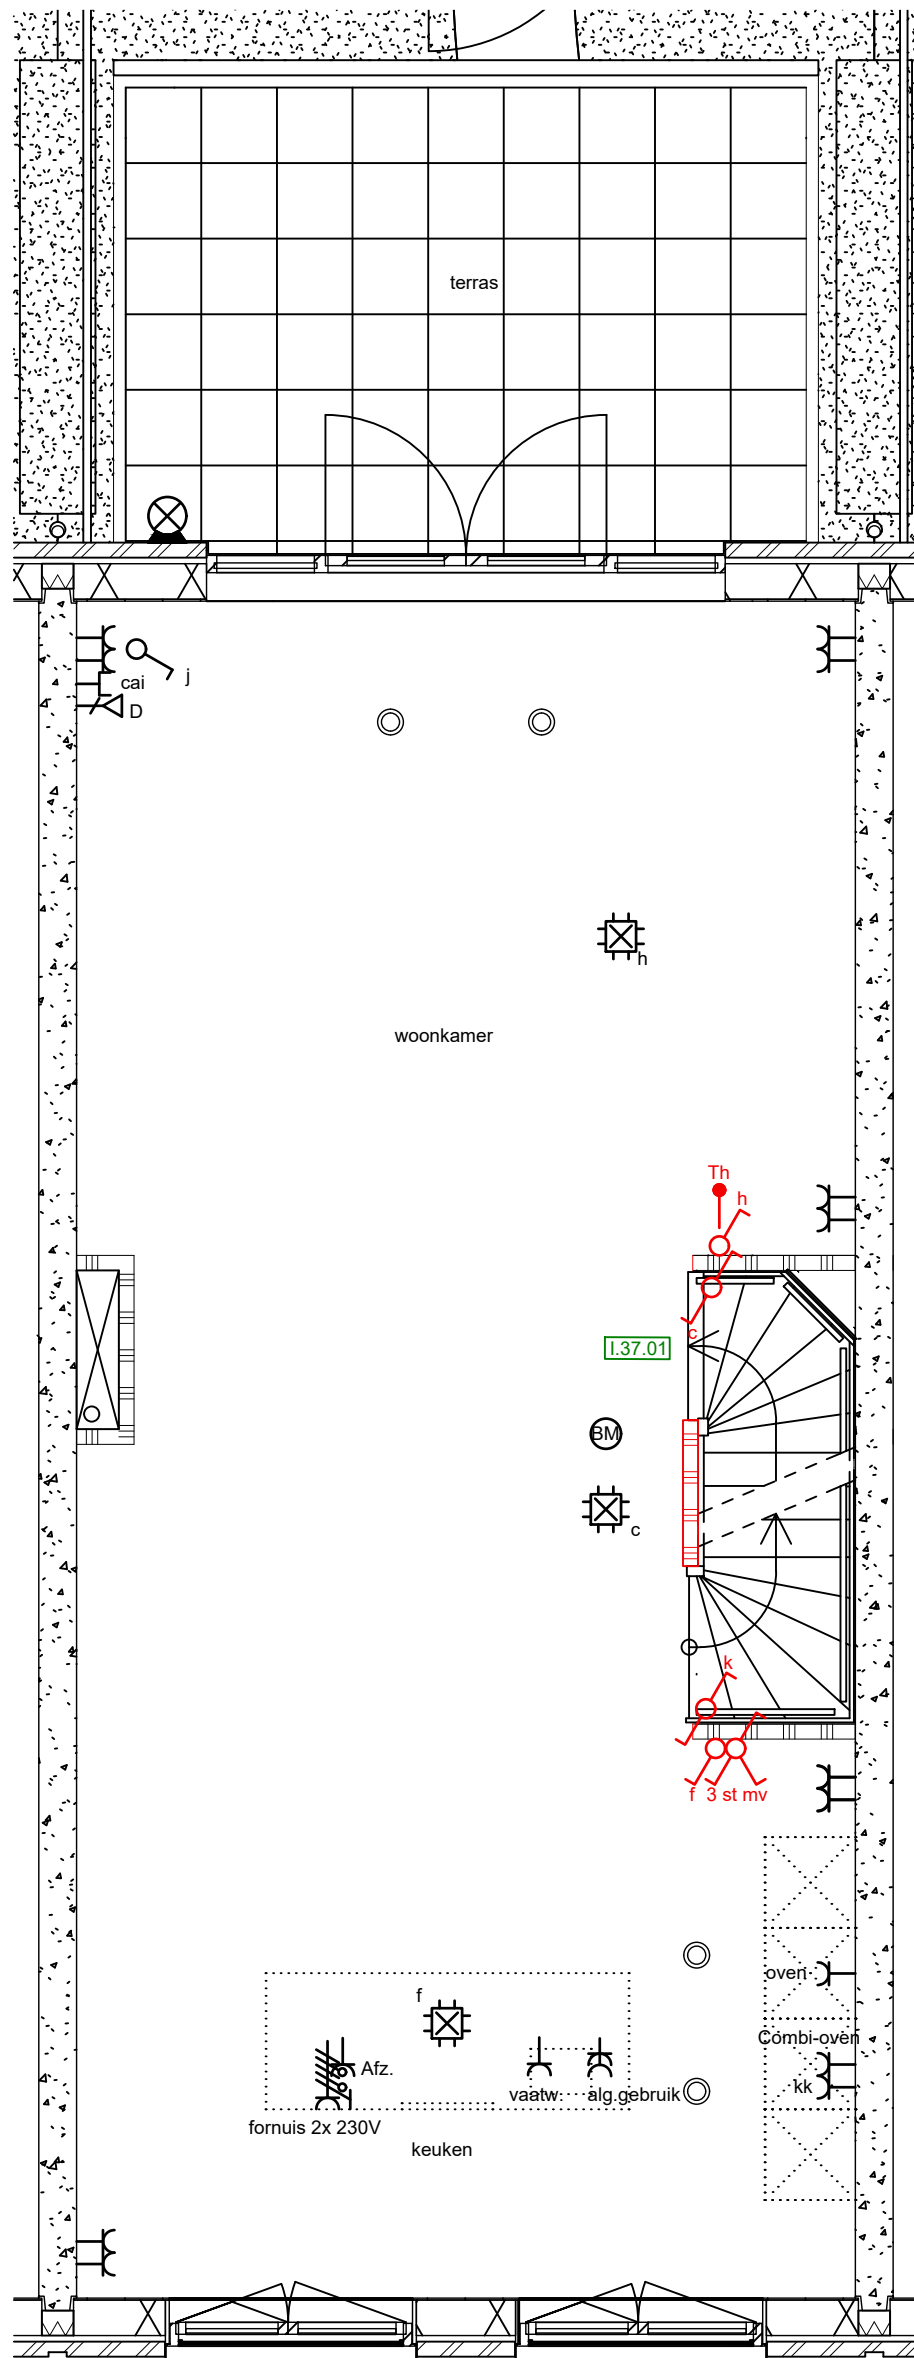 terras
j
cai
D
h
woonkamer
Th
h
c
I.37.01
BM
c
k
f 3 st mv
oven
f
Combi-oven
Afz.
kk
vaatw.
alg.gebruik
fornuis 2x 230V
keuken